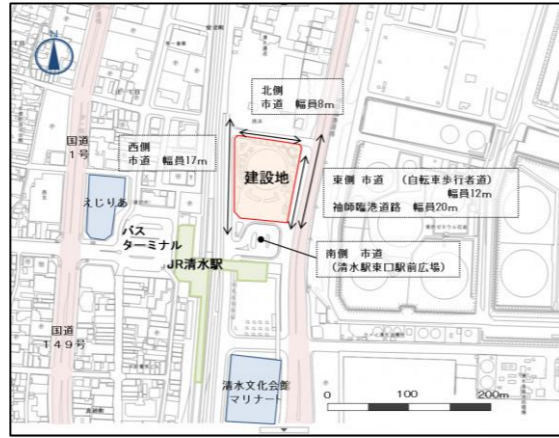 北側
市道　幅員8m
西側
市道　幅員17m
国道
1号
えじりあ
バス
ターミナル
JR清水駅
建設地
東側 市道　（自転車歩行者道）
幅員12m
袖師臨港道路　幅員20m
南側　市道
（清水駅東口駅前広場）
国道
149号
清水文化会館
マリナート
0　100　200m